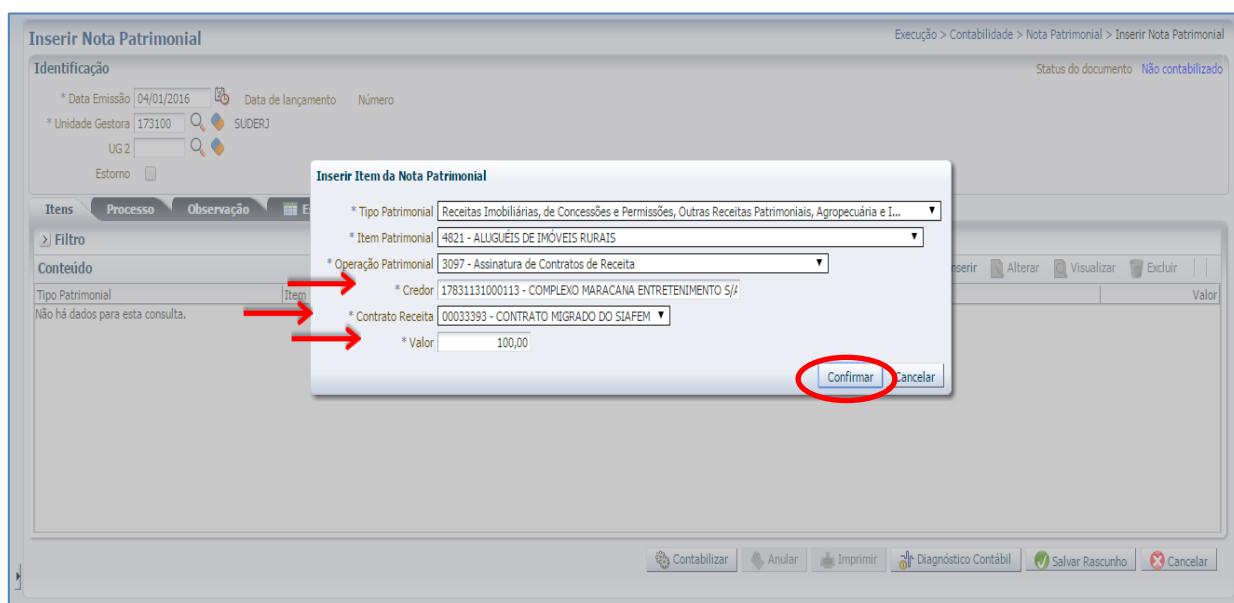 Inserir Nota Patrimonial
Execução > Contabilidade > Nota Patrimonial > Inserir Nota Patrimonial
Identificação
Status do documento Não contabilizado
* Data Emissão 04/01/2016 Data de lançamento Número
* Unidade Gestora 173100 SUDERJ
UG 2
Estorno
Inserir Item da Nota Patrimonial
Itens Processo Observação
* Tipo Patrimonial Receitas Imobiliárias, de Concessões e Permissões, Outras Receitas Patrimoniais, Agropecuária e I...
Filtro
* Item Patrimonial 4821 - ALUGUÉIS DE IMÓVEIS RURAIS
Conteúdo
* Operação Patrimonial 3097 - Assinatura de Contratos de Receita
Alterar Visualizar Excluir
Tipo Patrimonial Item
Valor
* Credor 17831131000113 - COMPLEXO MARACANA ENTRETENIMENTO S/
Não há dados para esta consulta.
* Contrato Receita 00033393 - CONTRATO MIGRADO DO SIAFEM
* Valor 100,00
Confirmar Cancelar
Contabilizar Anular Imprimir Diagnóstico Contábil Salvar Rascunho Cancelar